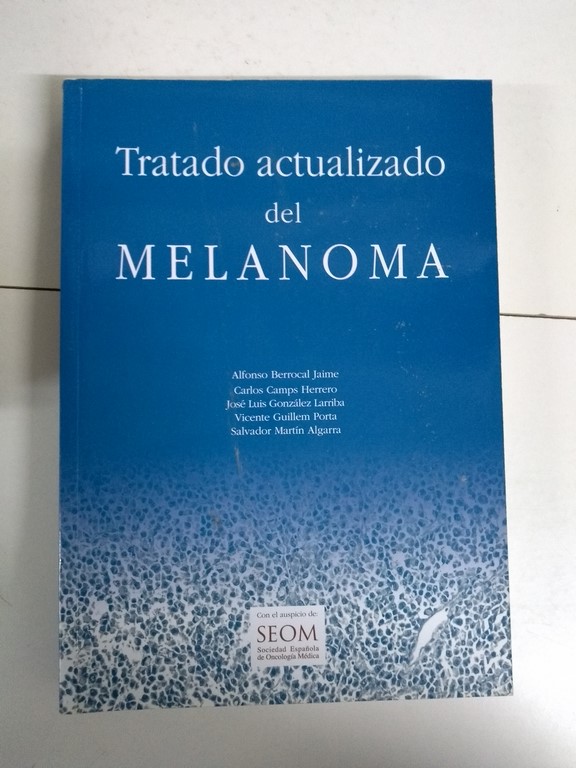 Tratado actualizado
del
MELANOMA
Alfonso Berrocal Jaime
Carlos Camps Herrero
José Luis González Larriba
Vicente Guillem Porta
Salvador Martín Algarra
Con el auspicio de:
SEOM
Sociedad Española
de Oncología Médica